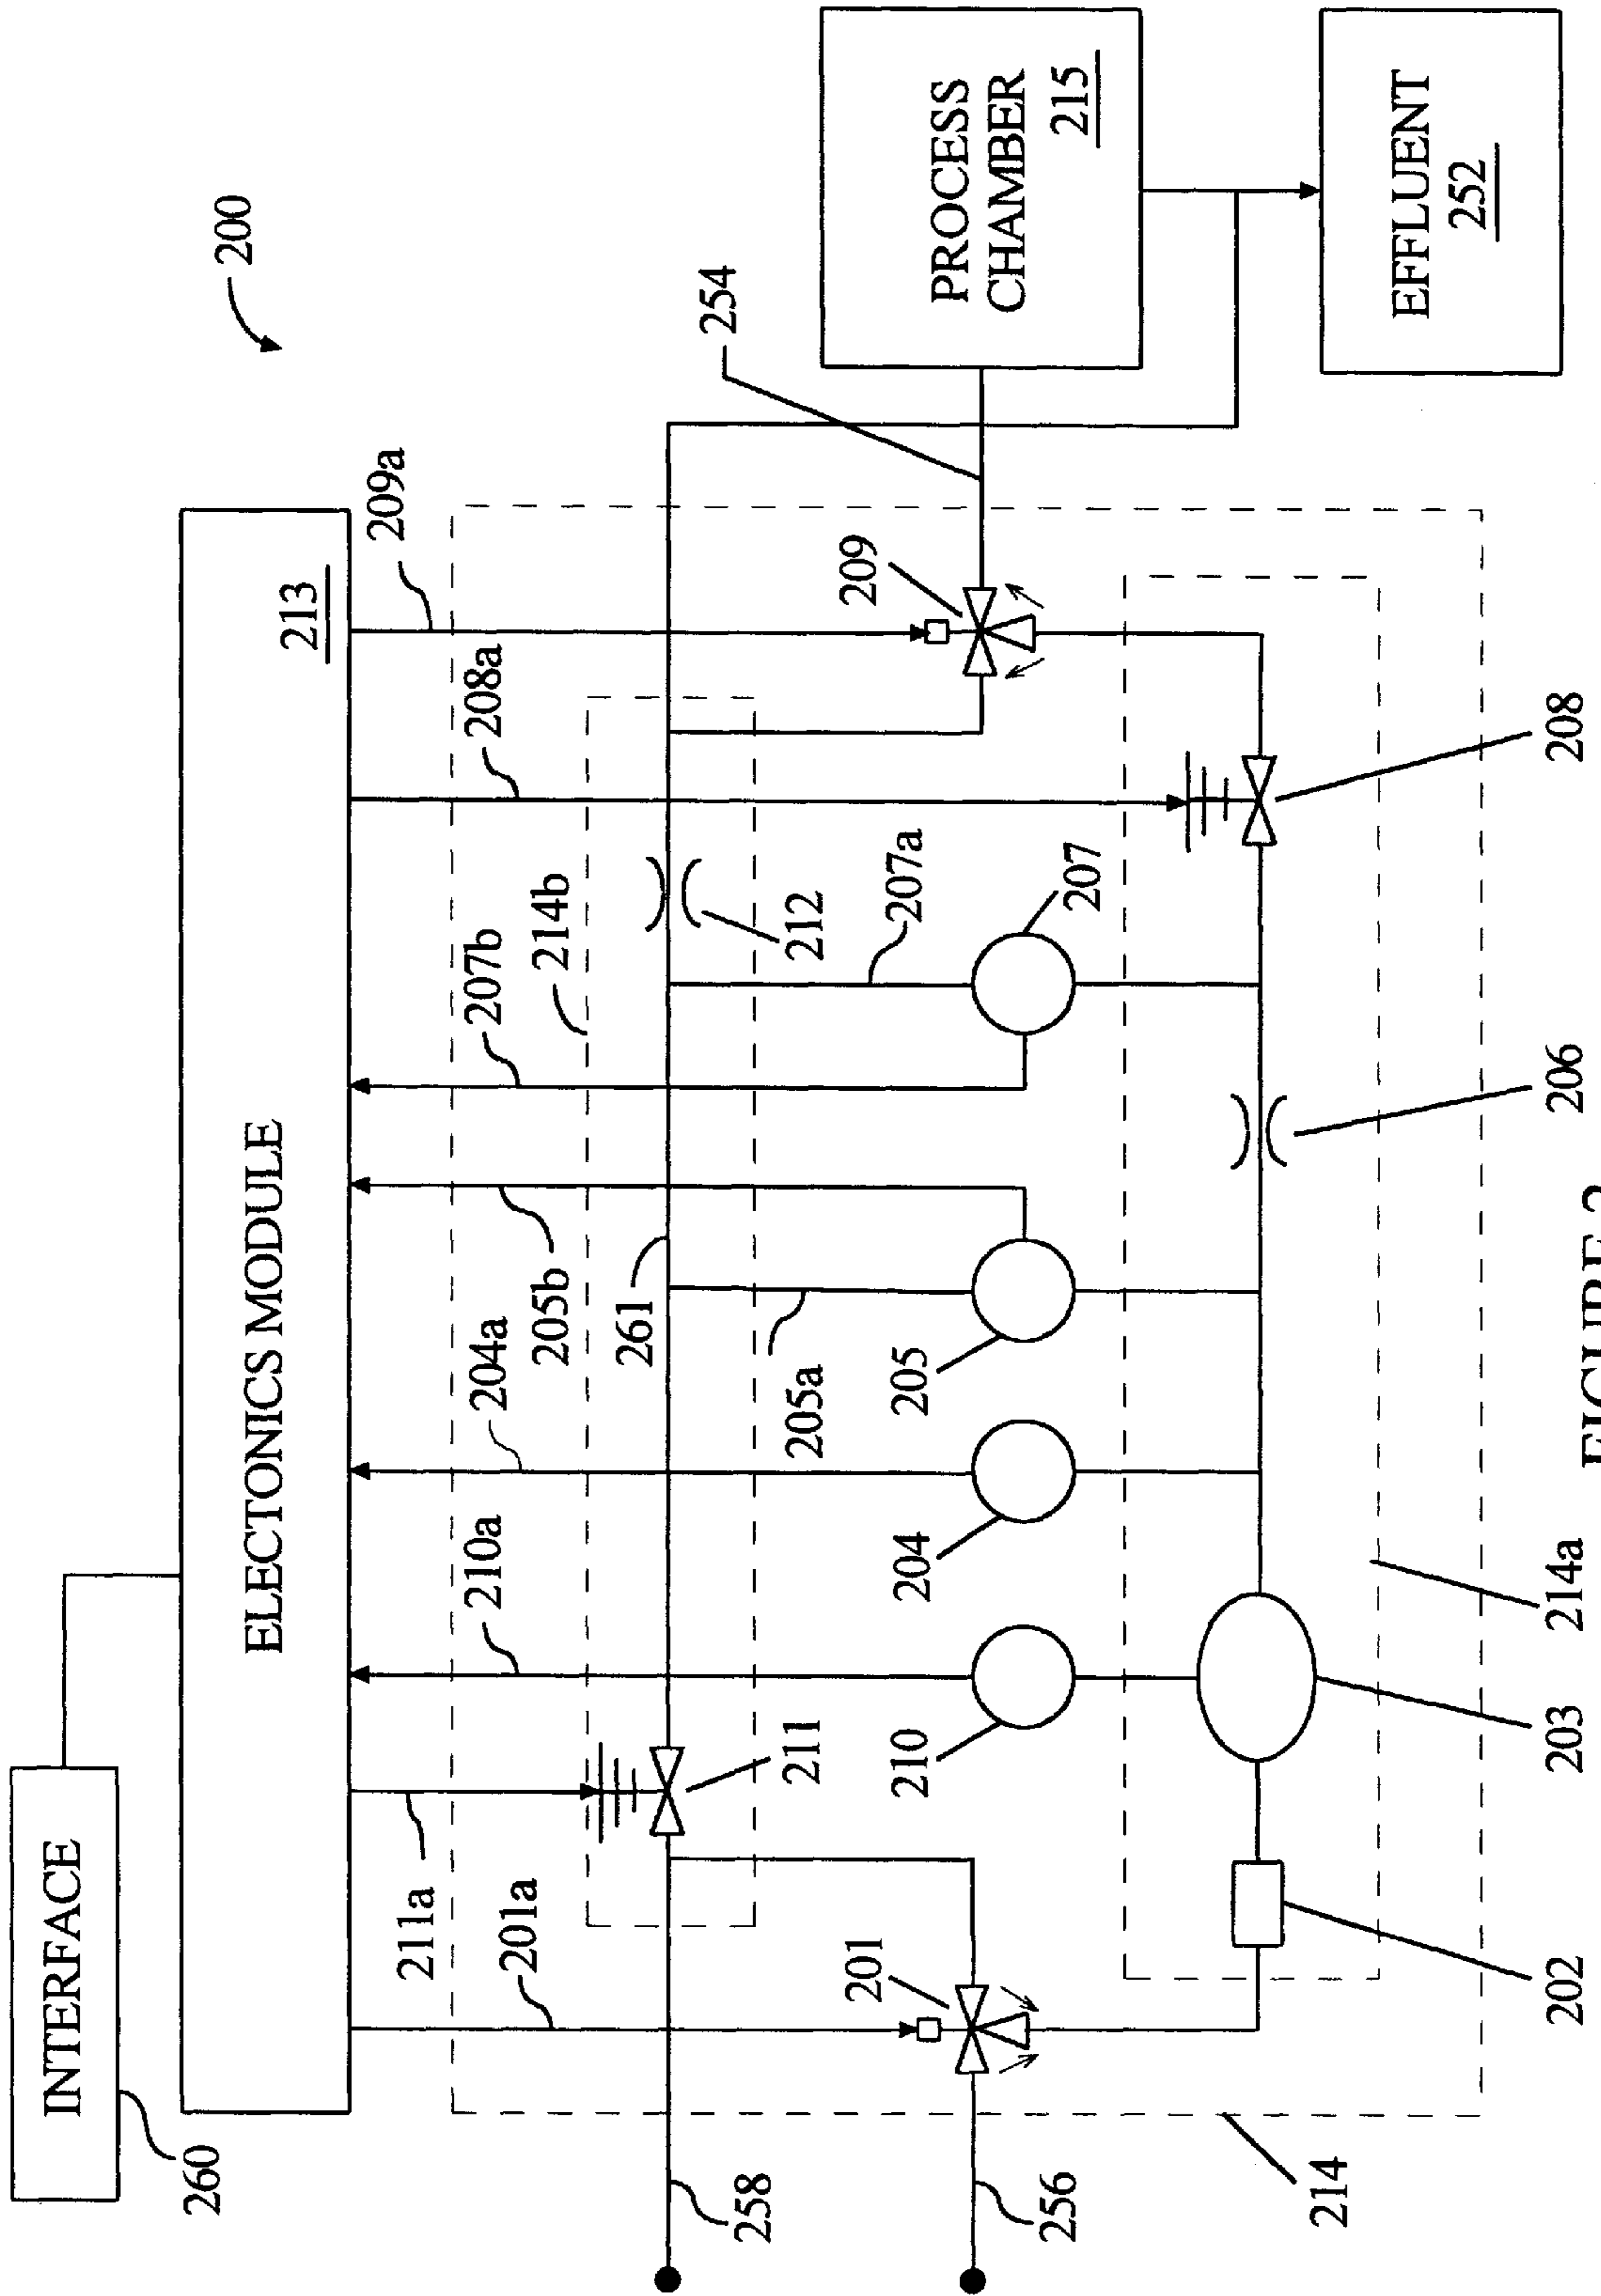 INTERFACE
260
ELECTONICS MODULE
213
200
211a
201a
210a
204a
205b
207b
214b
208a
209a
261
254
258
211
205a
212
256
201
210
204
205
207a
207
209
PROCESS
CHAMBER
215
EFFLUENT
252
214
202
203
214a
206
208
FIGURE 2